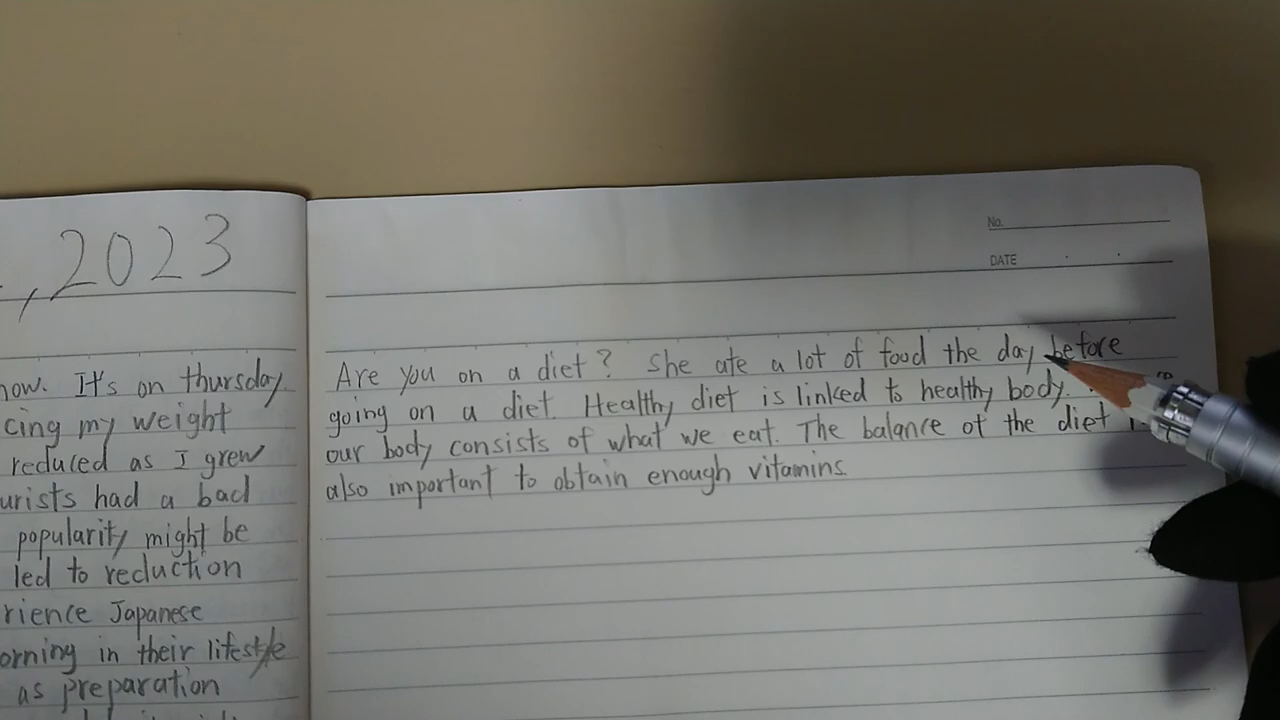 ,2023
now. It's on thursday
cing my weight
reduced as I grew
urists had a bad
popularity might be
led to reduction
rience Japanese
orning in their lifestyle
as preparation
No.
DATE
Are you on a diet? She ate a lot of food the day before
going on a diet. Healthy diet is linked to healthy body.
our body consists of what we eat. The balance of the diet
also important to obtain enough vitamins.